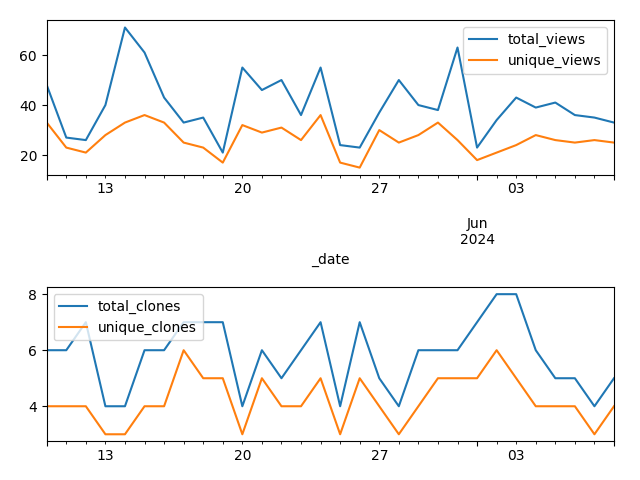 60
40
20
total_views
unique_views
13
20
27
03
Jun
2024
_date
8
6
4
total_clones
unique_clones
13
20
27
03